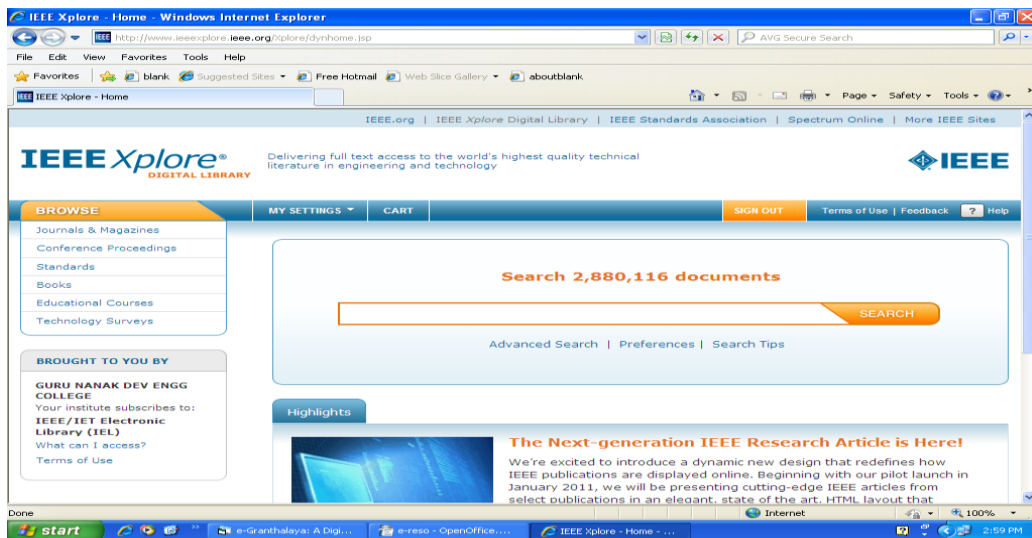 IEEE Xplore - Home - Windows Internet Explorer
http://www.ieeexplore.ieee.org/Xplore/dynhome.jsp
AVG Secure Search
File Edit View Favorites Tools Help
Favorites blank Suggested Sites Free Hotmail Web Slice Gallery aboutblank
IEEE IEEE Xplore - Home
Page Safety Tools
IEEE.org | IEEE Xplore Digital Library | IEEE Standards Association | Spectrum Online | More IEEE Sites
IEEE Xplore®
DIGITAL LIBRARY
Delivering full text access to the world's highest quality technical
literature in engineering and technology
IEEE
BROWSE
MY SETTINGS CART SIGN OUT Terms of Use | Feedback ? Help
Journals & Magazines
Conference Proceedings
Standards
Books
Educational Courses
Technology Surveys
Search 2,880,116 documents
SEARCH
Advanced Search | Preferences | Search Tips
BROUGHT TO YOU BY
GURU NANAK DEV ENGG
COLLEGE
Your institute subscribes to:
IEEE/IET Electronic
Library (IEL)
What can I access?
Terms of Use
Highlights
The Next-generation IEEE Research Article is Here!
We're excited to introduce a dynamic new design that redefines how
IEEE publications are displayed online. Beginning with our pilot launch in
January 2011, we will be presenting cutting-edge IEEE articles from
select publications in an elegant, state of the art, HTML layout that
Done Internet 100%
start e-Granthalaya: A Digi... e-reso - OpenOffice.... IEEE Xplore - Home - ... 2:59 PM